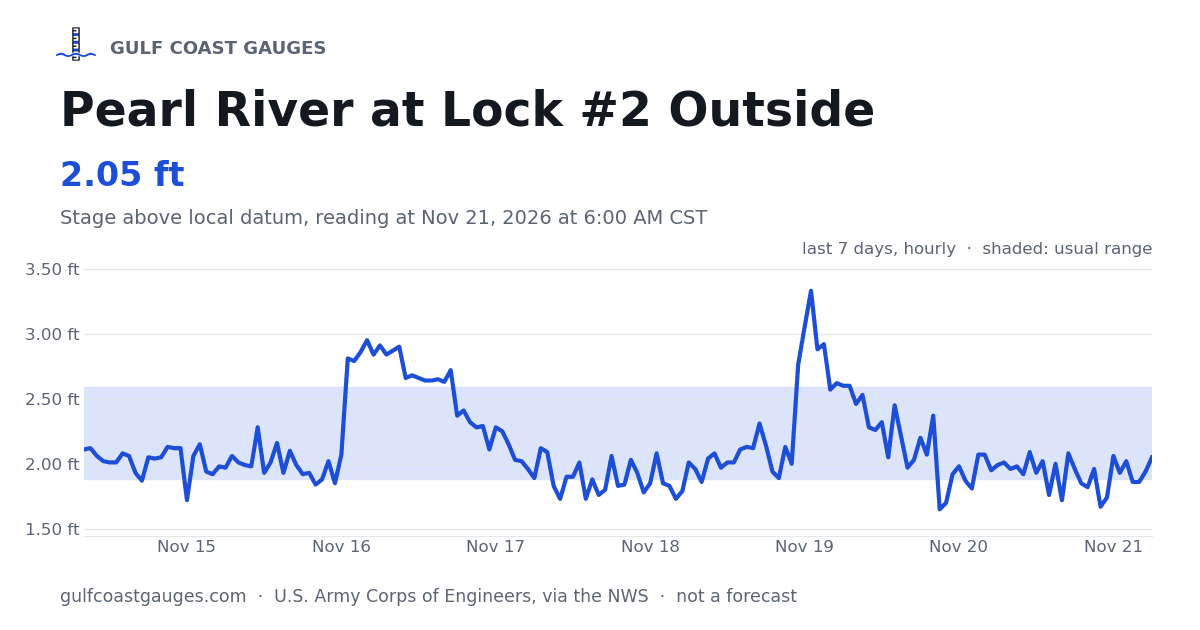 GULF COAST GAUGES
Pearl River at Lock #2 Outside
2.05 ft
Stage above local datum, reading at Nov 21, 2026 at 6:00 AM CST
last 7 days, hourly · shaded: usual range
3.50 ft
3.00 ft
2.50 ft
2.00 ft
1.50 ft
Nov 15 Nov 16 Nov 17 Nov 18 Nov 19 Nov 20 Nov 21
gulfcoastgauges.com · U.S. Army Corps of Engineers, via the NWS · not a forecast